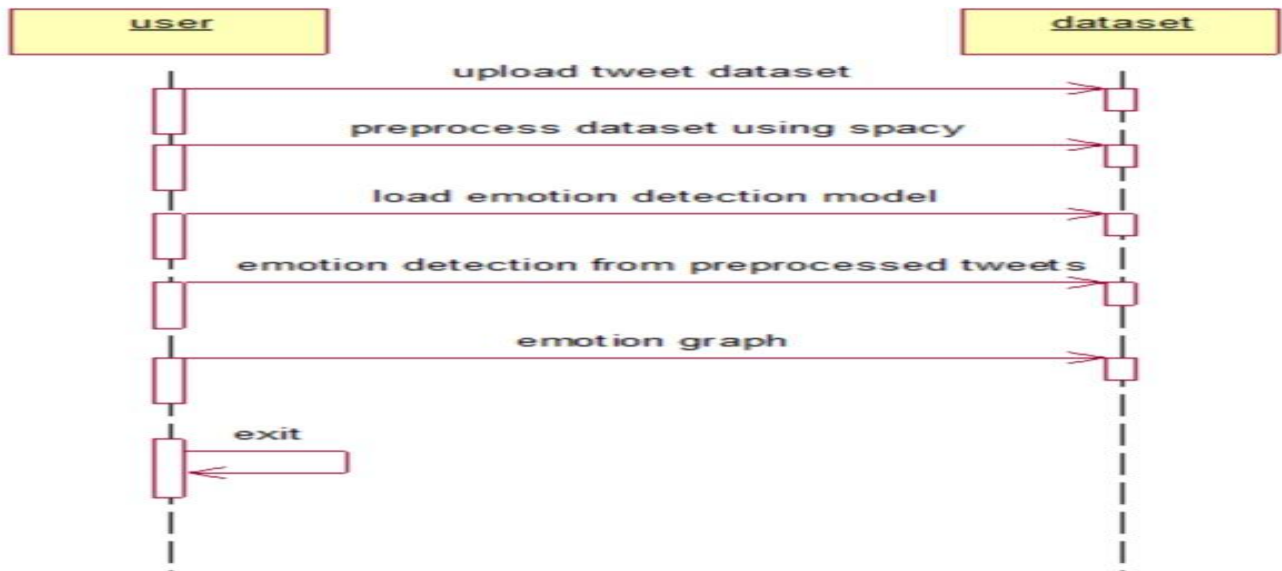 user
dataset
upload tweet dataset
preprocess dataset using spacy
load emotion detection model
emotion detection from preprocessed tweets
emotion graph
exit